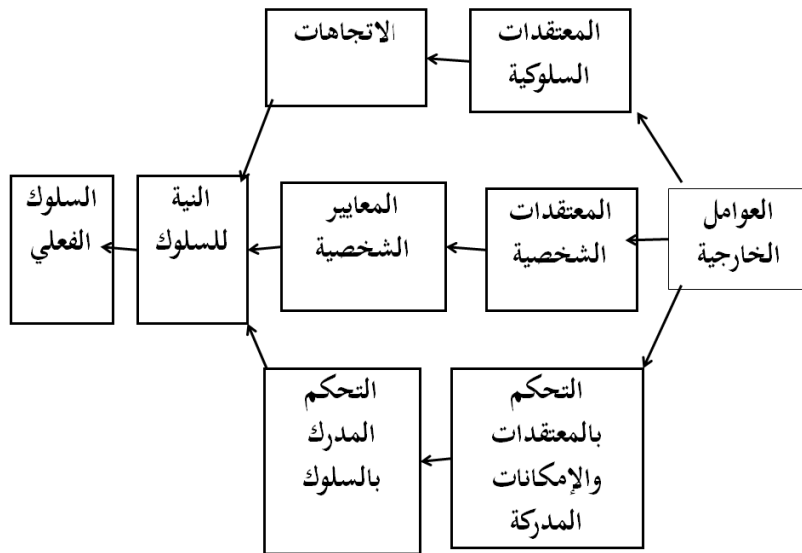 العوامل
الخارجية
المعتقدات
السلوكية
الاتجاهات
المعتقدات
الشخصية
المعايير
الشخصية
التحكم
بالمعتقدات
والإمكانات
المدركة
التحكم
المدرك
بالسلوك
النية
للسلوك
السلوك
الفعلي